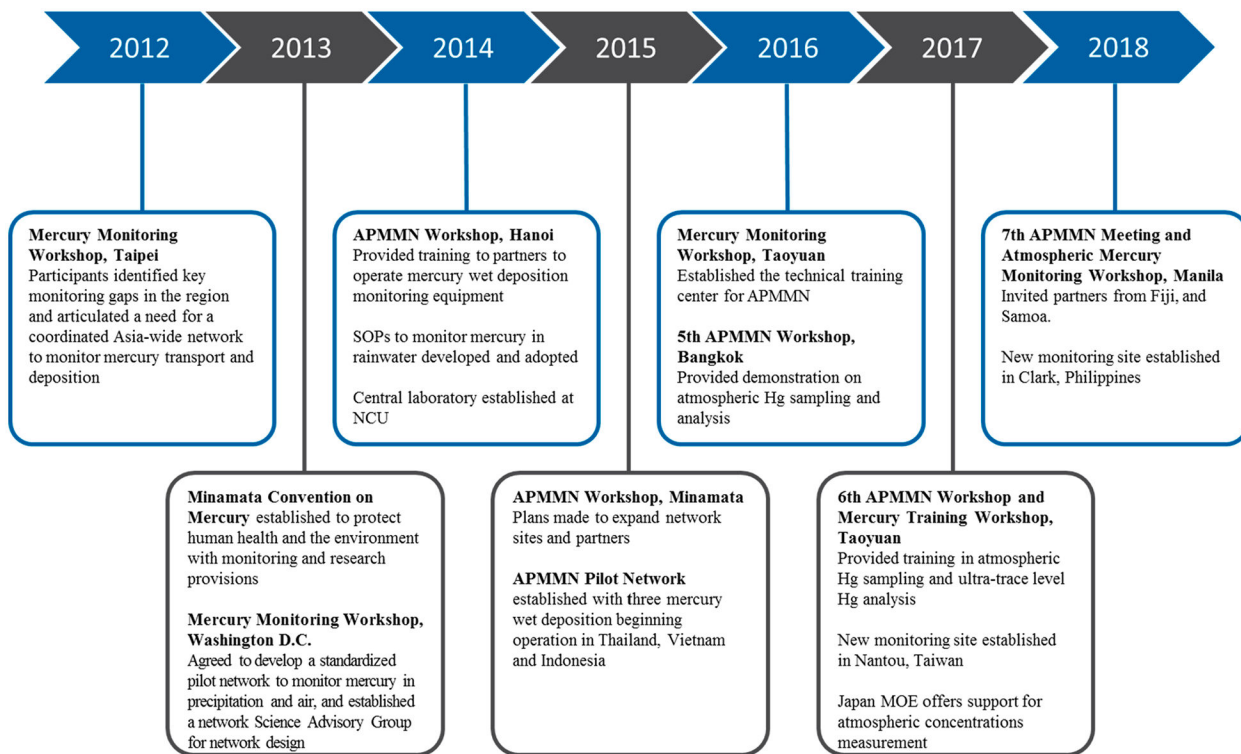 2012
2013
2014
2015
2016
2017
2018
Mercury Monitoring
Workshop, Taipei
Participants identified key
monitoring gaps in the region
and articulated a need for a
coordinated Asia-wide network
to monitor mercury transport and
deposition
APMMN Workshop, Hanoi
Provided training to partners to
operate mercury wet deposition
monitoring equipment
SOPs to monitor mercury in
rainwater developed and adopted
Central laboratory established at
NCU
Mercury Monitoring
Workshop, Taoyuan
Established the technical training
center for APMMN
5th APMMN Workshop,
Bangkok
Provided demonstration on
atmospheric Hg sampling and
analysis
7th APMMN Meeting and
Atmospheric Mercury
Monitoring Workshop, Manila
Invited partners from Fiji, and
Samoa.
New monitoring site established
in Clark, Philippines
Minamata Convention on
Mercury established to protect
human health and the environment
with monitoring and research
provisions
Mercury Monitoring Workshop,
Washington D.C.
Agreed to develop a standardized
pilot network to monitor mercury in
precipitation and air, and established
a network Science Advisory Group
for network design
APMMN Workshop, Minamata
Plans made to expand network
sites and partners
APMMN Pilot Network
established with three mercury
wet deposition beginning
operation in Thailand, Vietnam
and Indonesia
6th APMMN Workshop and
Mercury Training Workshop,
Taoyuan
Provided training in atmospheric
Hg sampling and ultra-trace level
Hg analysis
New monitoring site established
in Nantou, Taiwan
Japan MOE offers support for
atmospheric concentrations
measurement